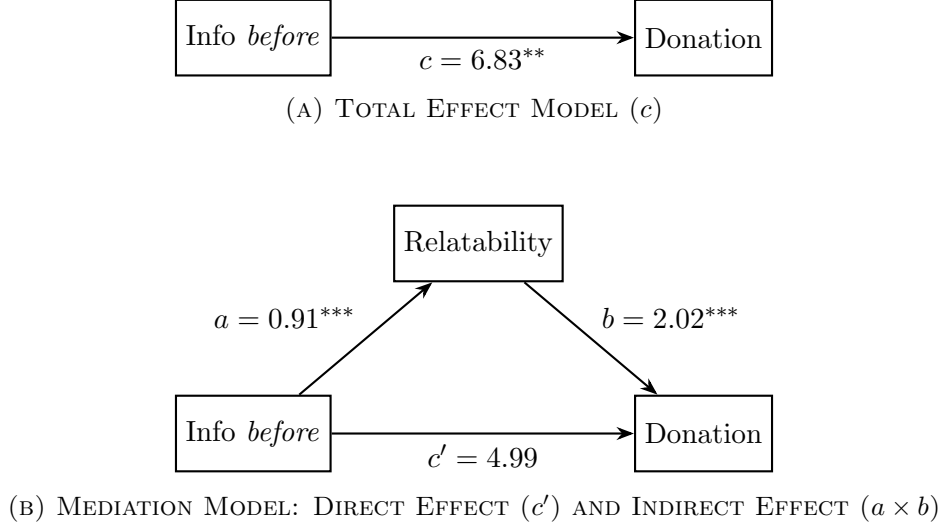 Info before
Donation
c = 6.83**
(A) TOTAL EFFECT MODEL (c)
Relatability
a = 0.91***
b = 2.02***
Info before
Donation
c′ = 4.99
(B) MEDIATION MODEL: DIRECT EFFECT (c′) AND INDIRECT EFFECT (a × b)